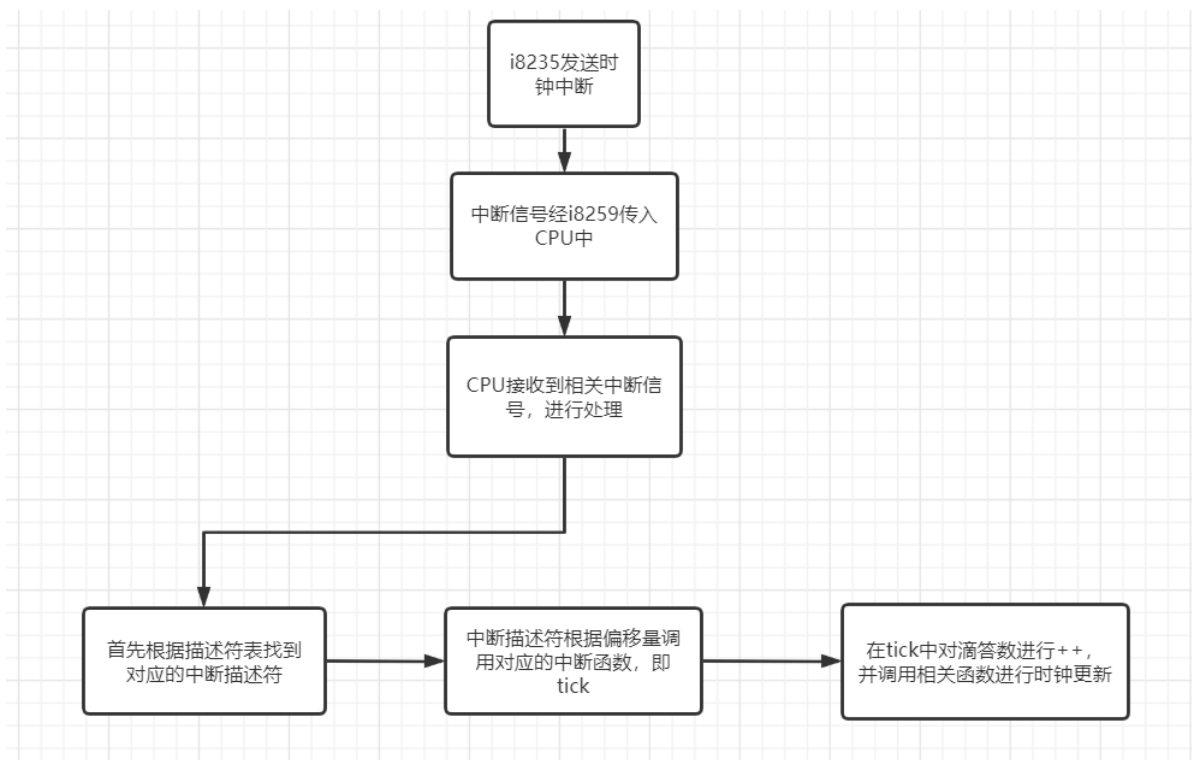 i8235发送时
钟中断
中断信号经i8259传入
CPU中
CPU接收到相关中断信
号，进行处理
首先根据描述符表找到
对应的中断描述符
中断描述符根据偏移量调
用对应的中断函数，即
tick
在tick中对滴答数进行++，
并调用相关函数进行时钟更新